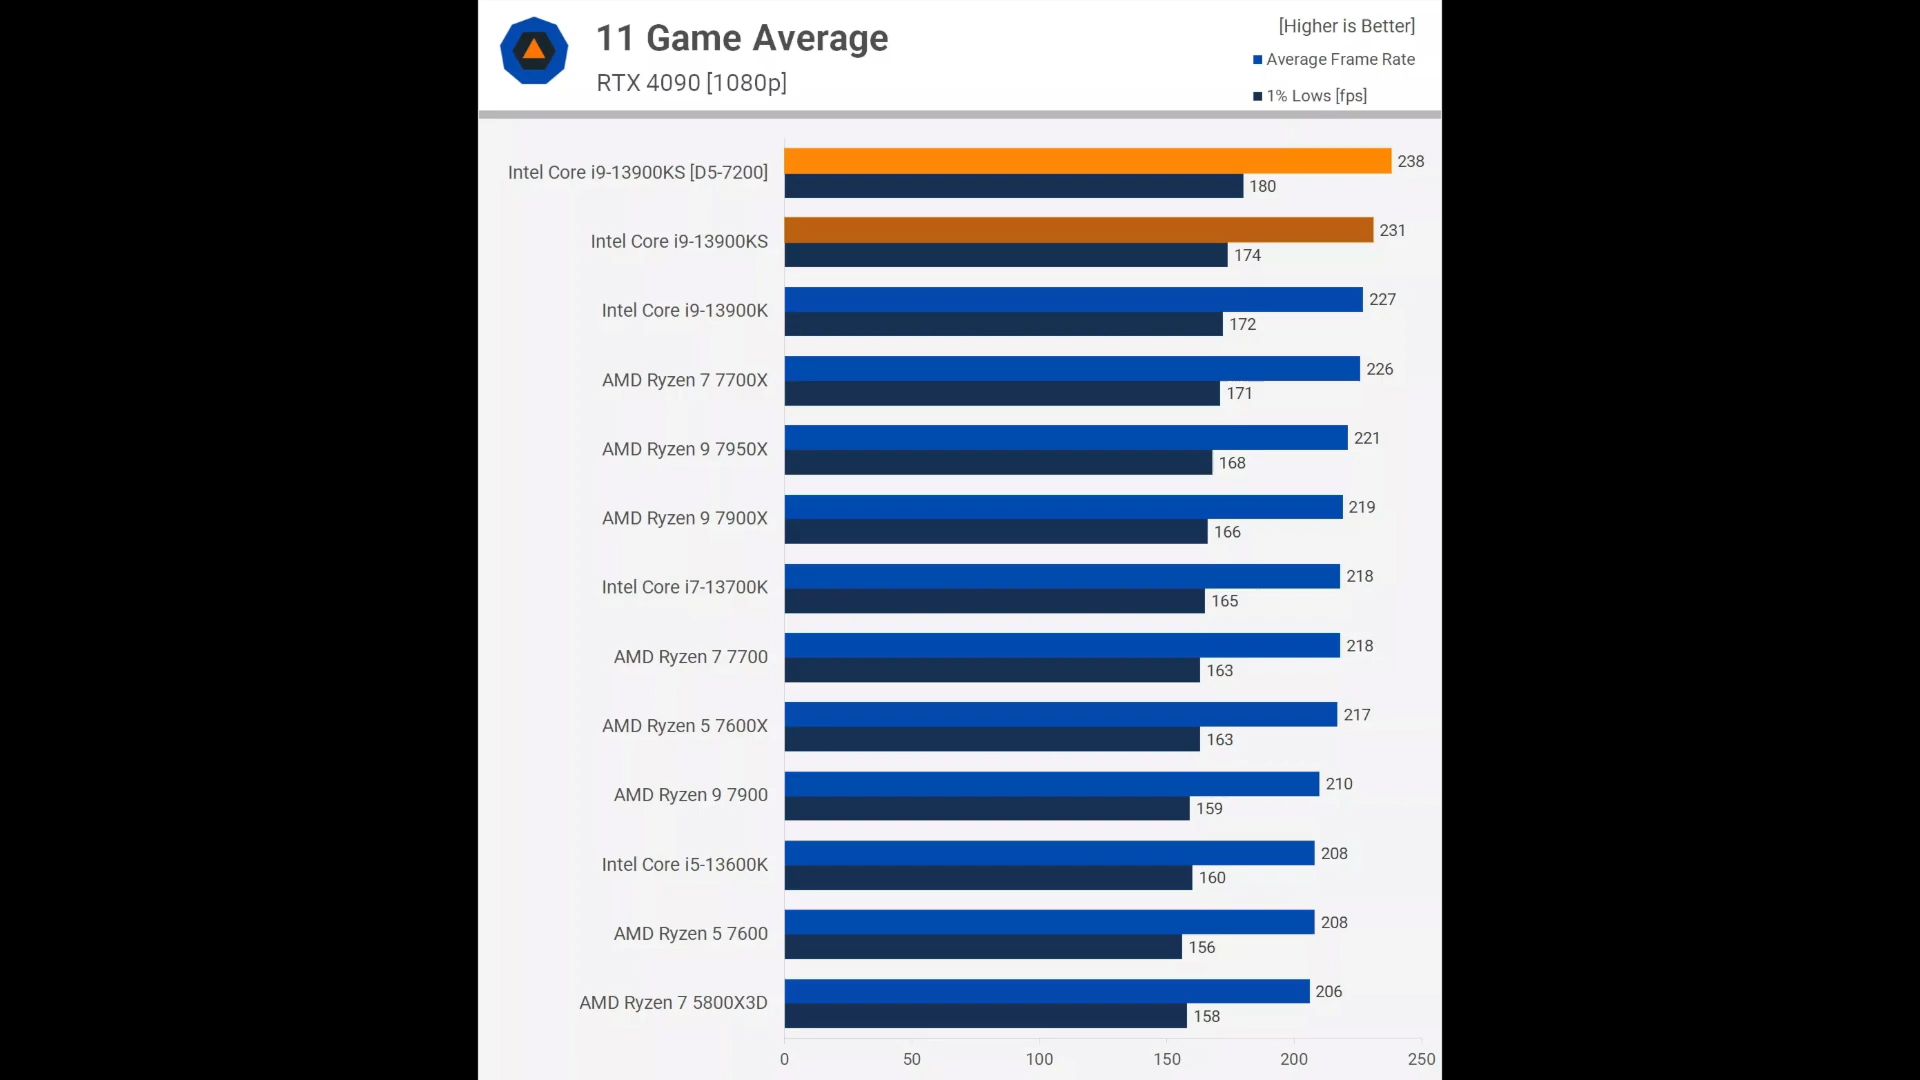 11 Game Average
RTX 4090 [1080p]
[Higher is Better]
Average Frame Rate
1% Lows [fps]
Intel Core i9-13900KS [D5-7200]
238
180
Intel Core i9-13900KS
231
174
Intel Core i9-13900K
227
172
AMD Ryzen 7 7700X
226
171
AMD Ryzen 9 7950X
221
168
AMD Ryzen 9 7900X
219
166
Intel Core i7-13700K
218
165
AMD Ryzen 7 7700
218
163
AMD Ryzen 5 7600X
217
163
AMD Ryzen 9 7900
210
159
Intel Core i5-13600K
208
160
AMD Ryzen 5 7600
208
156
AMD Ryzen 7 5800X3D
206
158
0 50 100 150 200 250